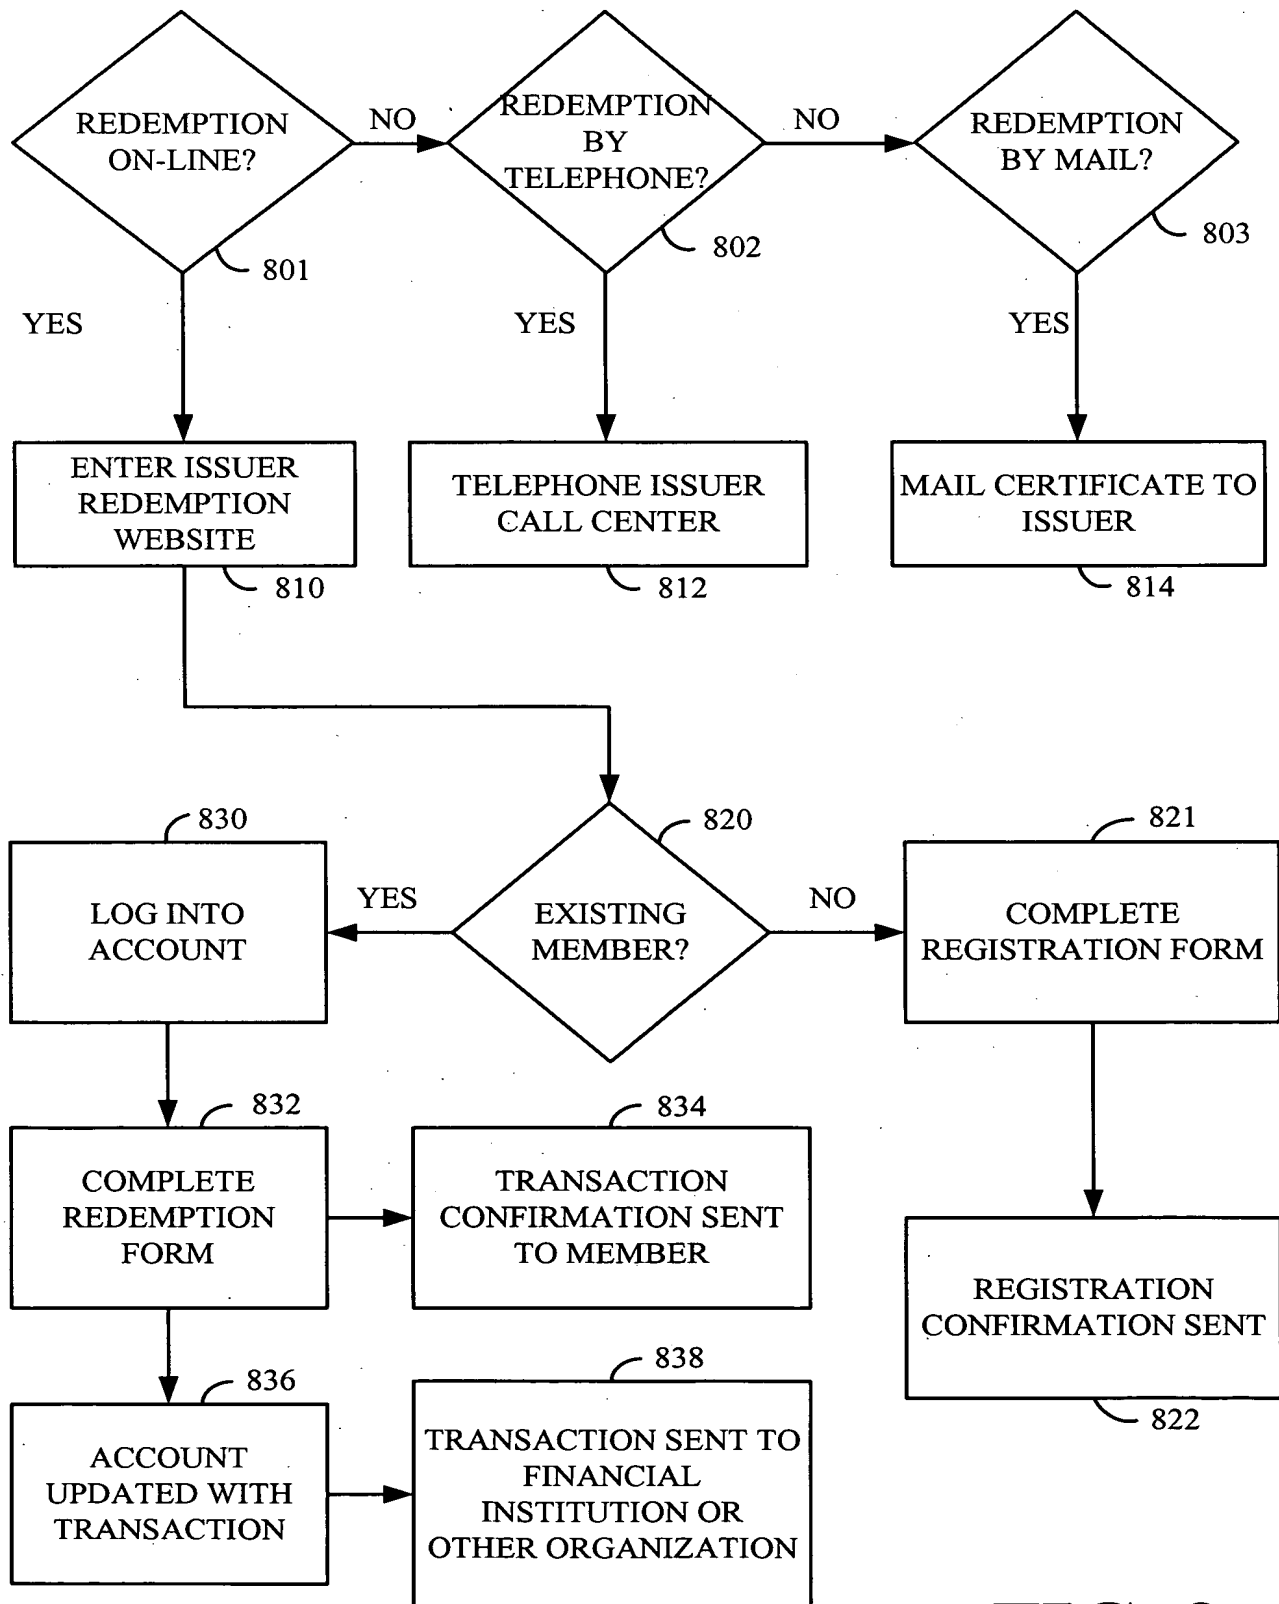 REDEMPTION
ON-LINE?
NO
REDEMPTION
BY
TELEPHONE?
NO
REDEMPTION
BY MAIL?
801
802
803
YES
YES
YES
ENTER ISSUER
REDEMPTION
WEBSITE
TELEPHONE ISSUER
CALL CENTER
MAIL CERTIFICATE TO
ISSUER
810
812
814
830
820
821
LOG INTO
ACCOUNT
YES
EXISTING
MEMBER?
NO
COMPLETE
REGISTRATION FORM
832
834
COMPLETE
REDEMPTION
FORM
TRANSACTION
CONFIRMATION SENT
TO MEMBER
REGISTRATION
CONFIRMATION SENT
836
838
822
ACCOUNT
UPDATED WITH
TRANSACTION
TRANSACTION SENT TO
FINANCIAL
INSTITUTION OR
OTHER ORGANIZATION